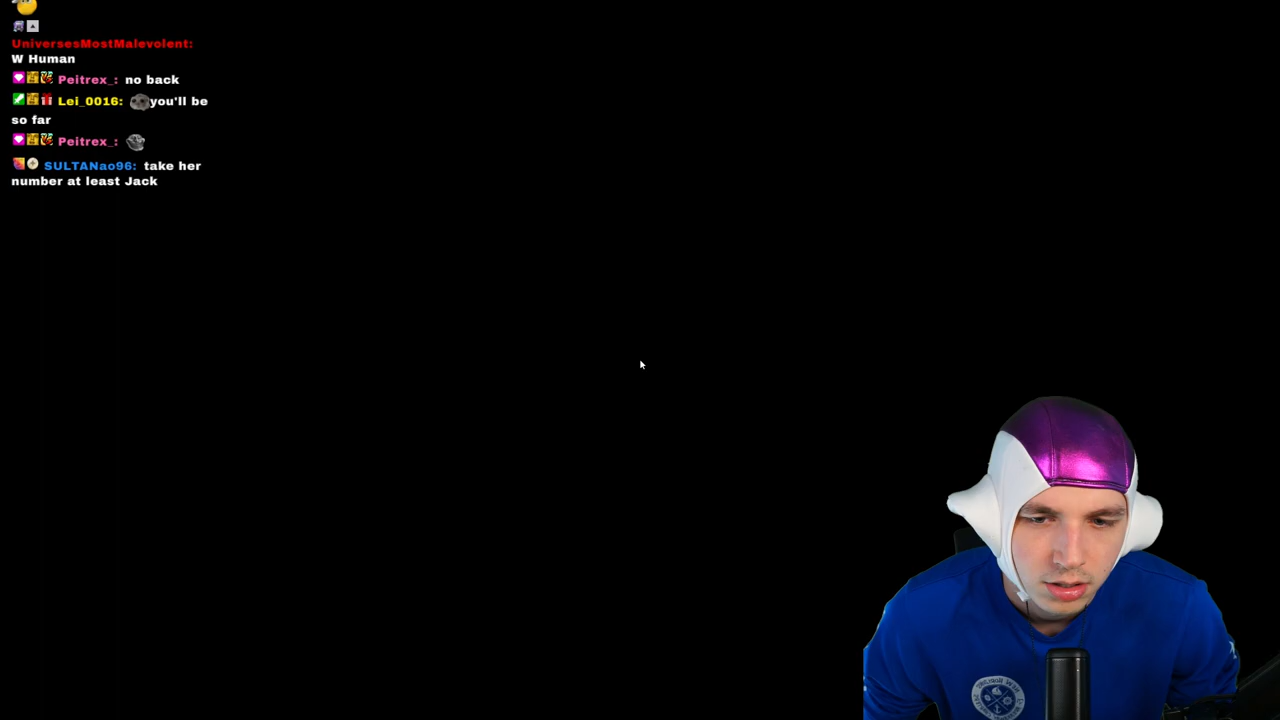 UniversesMostMalevolent:
W Human
Peitrex_: no back
Lei_0016: you'll be
so far
Peitrex_:
SULTANao96: take her
number at least Jack